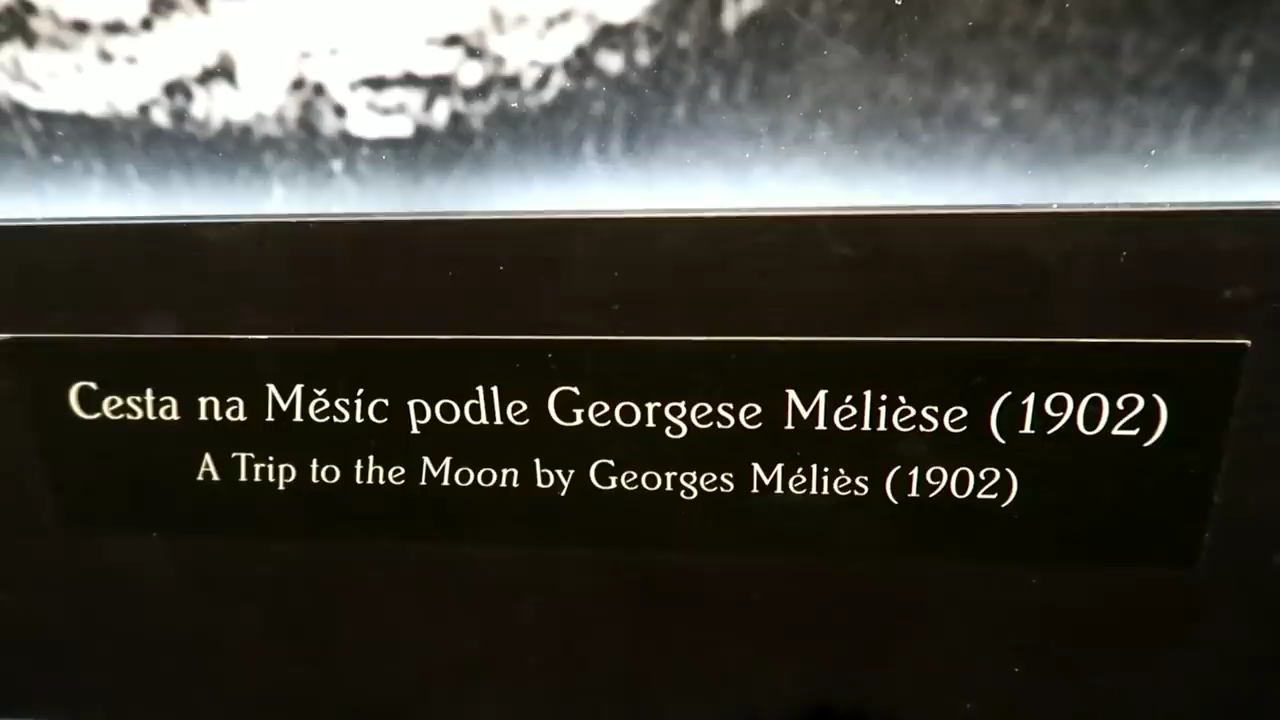 Cesta na Měsíc podle Georgese Mélièse (1902)
A Trip to the Moon by Georges Méliès (1902)